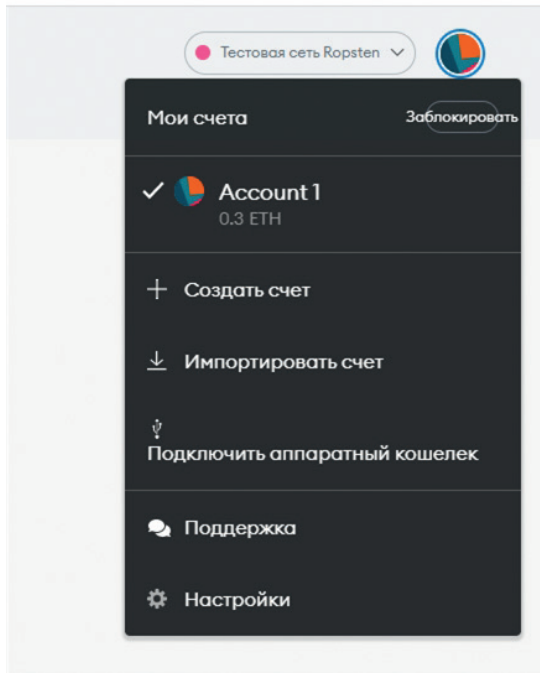 Тестовая сеть Ropsten
Мои счета Заблокировать
Account 1
0.3 ETH
Создать счет
Импортировать счет
Подключить аппаратный кошелек
Поддержка
Настройки